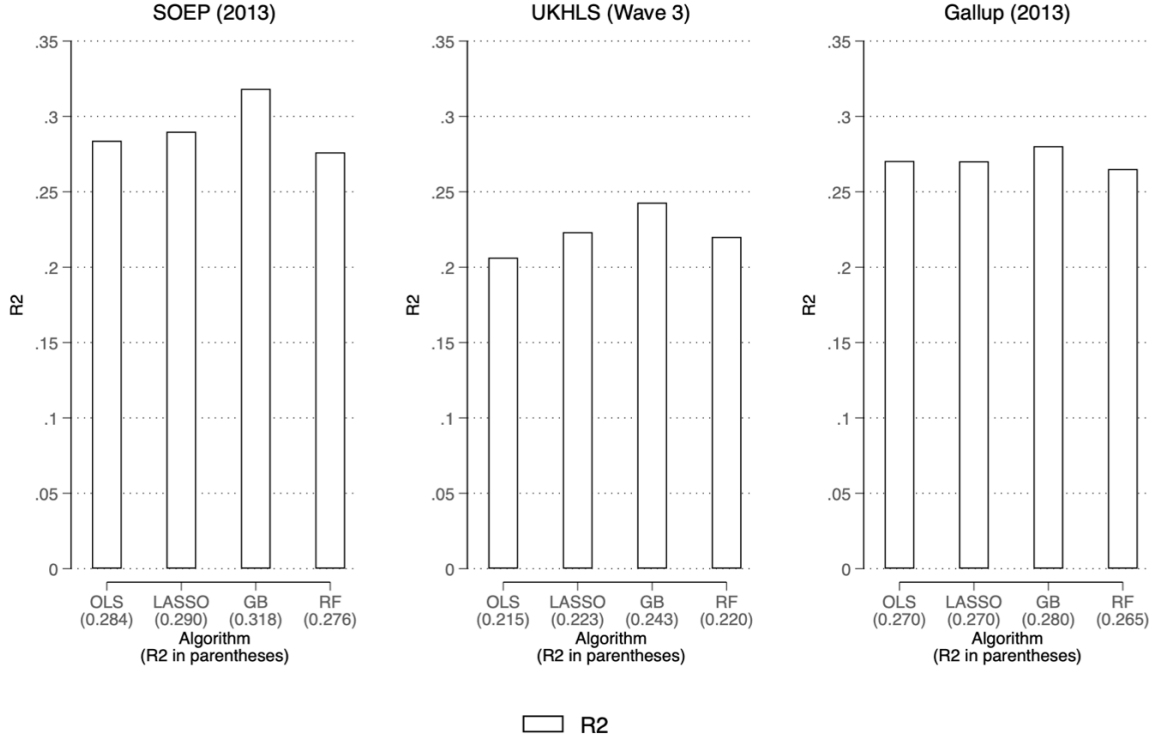 SOEP (2013)
R2
.35
.3
.25
.2
.15
.1
.05
0
OLS LASSO GB RF
(0.284) (0.290) (0.318) (0.276)
Algorithm
(R2 in parentheses)
UKHLS (Wave 3)
R2
.35
.3
.25
.2
.15
.1
.05
0
OLS LASSO GB RF
(0.215) (0.223) (0.243) (0.220)
Algorithm
(R2 in parentheses)
Gallup (2013)
R2
.35
.3
.25
.2
.15
.1
.05
0
OLS LASSO GB RF
(0.270) (0.270) (0.280) (0.265)
Algorithm
(R2 in parentheses)
R2